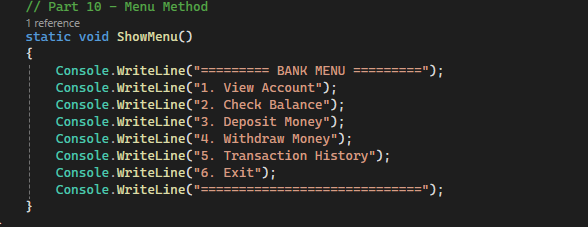 // Part 10 - Menu Method
1 reference
static void ShowMenu()
{
    Console.WriteLine("========= BANK MENU =========");
    Console.WriteLine("1. View Account");
    Console.WriteLine("2. Check Balance");
    Console.WriteLine("3. Deposit Money");
    Console.WriteLine("4. Withdraw Money");
    Console.WriteLine("5. Transaction History");
    Console.WriteLine("6. Exit");
    Console.WriteLine("=============================");
}